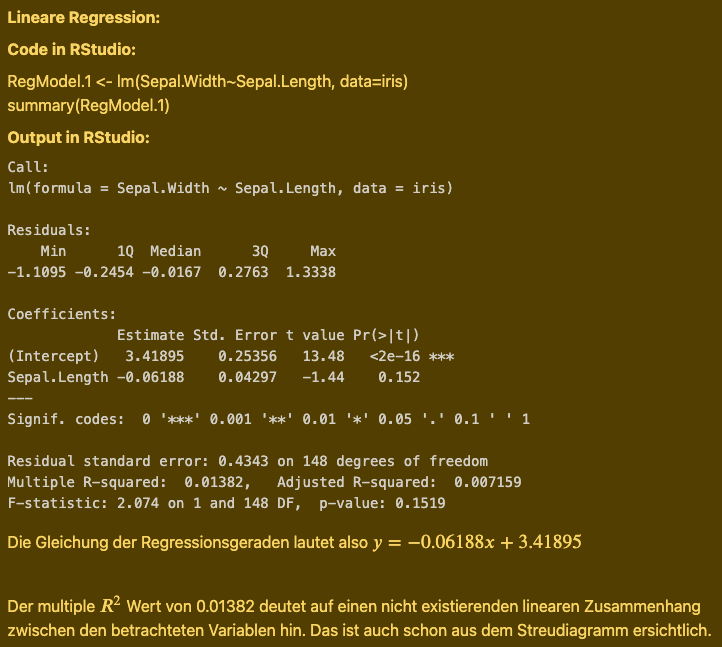 Lineare Regression:
Code in RStudio:
RegModel.1 <- lm(Sepal.Width~Sepal.Length, data=iris)
summary(RegModel.1)
Output in RStudio:
Call:
lm(formula = Sepal.Width ~ Sepal.Length, data = iris)
Residuals:
    Min      1Q  Median      3Q     Max
-1.1095 -0.2454 -0.0167  0.2763  1.3338
Coefficients:
             Estimate Std. Error t value Pr(>|t|)
(Intercept)   3.41895    0.25356   13.48   <2e-16 ***
Sepal.Length -0.06188    0.04297   -1.44    0.152
---
Signif. codes:  0 '***' 0.001 '**' 0.01 '*' 0.05 '.' 0.1 ' ' 1
Residual standard error: 0.4343 on 148 degrees of freedom
Multiple R-squared:  0.01382,   Adjusted R-squared:  0.007159
F-statistic: 2.074 on 1 and 148 DF,  p-value: 0.1519
Die Gleichung der Regressionsgeraden lautet also y = −0.06188x + 3.41895
Der multiple R² Wert von 0.01382 deutet auf einen nicht existierenden linearen Zusammenhang
zwischen den betrachteten Variablen hin. Das ist auch schon aus dem Streudiagramm ersichtlich.